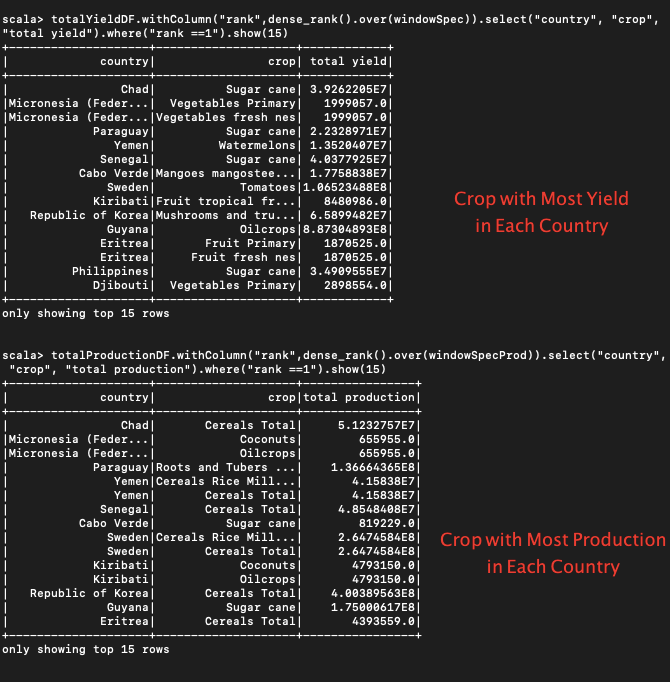 scala> totalYieldDF.withColumn("rank",dense_rank().over(windowSpec)).select("country", "crop",
"total yield").where("rank ==1").show(15)
+--------------------+--------------------+------------+
|             country|                crop| total yield|
+--------------------+--------------------+------------+
|                Chad|          Sugar cane| 3.9262205E7|
|Micronesia (Feder...|  Vegetables Primary|   1999057.0|
|Micronesia (Feder...|Vegetables fresh nes|   1999057.0|
|            Paraguay|          Sugar cane| 2.2328971E7|
|               Yemen|         Watermelons| 1.3520407E7|
|             Senegal|          Sugar cane| 4.0377925E7|
|          Cabo Verde|Mangoes mangostee...| 1.7758838E7|
|              Sweden|            Tomatoes|1.06523488E8|
|            Kiribati|Fruit tropical fr...|   8480986.0|
|   Republic of Korea|Mushrooms and tru...| 6.5899482E7|
|              Guyana|            Oilcrops|8.87304893E8|
|             Eritrea|       Fruit Primary|   1870525.0|
|             Eritrea|     Fruit fresh nes|   1870525.0|
|         Philippines|          Sugar cane| 3.4909555E7|
|            Djibouti|  Vegetables Primary|   2898554.0|
+--------------------+--------------------+------------+
only showing top 15 rows
Crop with Most Yield
in Each Country
scala> totalProductionDF.withColumn("rank",dense_rank().over(windowSpecProd)).select("country",
 "crop", "total production").where("rank ==1").show(15)
+--------------------+--------------------+----------------+
|             country|                crop|total production|
+--------------------+--------------------+----------------+
|                Chad|       Cereals Total|     5.1232757E7|
|Micronesia (Feder...|            Coconuts|        655955.0|
|Micronesia (Feder...|            Oilcrops|        655955.0|
|            Paraguay|Roots and Tubers ...|    1.36664365E8|
|               Yemen|Cereals Rice Mill...|       4.15838E7|
|               Yemen|       Cereals Total|       4.15838E7|
|             Senegal|       Cereals Total|     4.8548408E7|
|          Cabo Verde|          Sugar cane|        819229.0|
|              Sweden|Cereals Rice Mill...|     2.6474584E8|
|              Sweden|       Cereals Total|     2.6474584E8|
|            Kiribati|            Coconuts|       4793150.0|
|            Kiribati|            Oilcrops|       4793150.0|
|   Republic of Korea|       Cereals Total|    4.00389563E8|
|              Guyana|          Sugar cane|    1.75000617E8|
|             Eritrea|       Cereals Total|       4393559.0|
+--------------------+--------------------+----------------+
only showing top 15 rows
Crop with Most Production
in Each Country